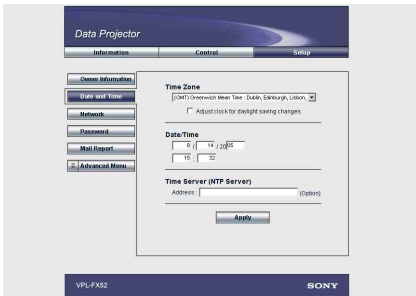 Data Projector
Information
Control
Setup
Owner Information
Date and Time
Network
Password
Mail Report
Advanced Menu
Time Zone
(GMT) Greenwich Mean Time : Dublin, Edinburgh, Lisbon,
Adjust clock for daylight saving changes
Date/Time
8 / 14 / 2005
15 : 32
Time Server (NTP Server)
Address : (Option)
Apply
VPL-FX52
SONY